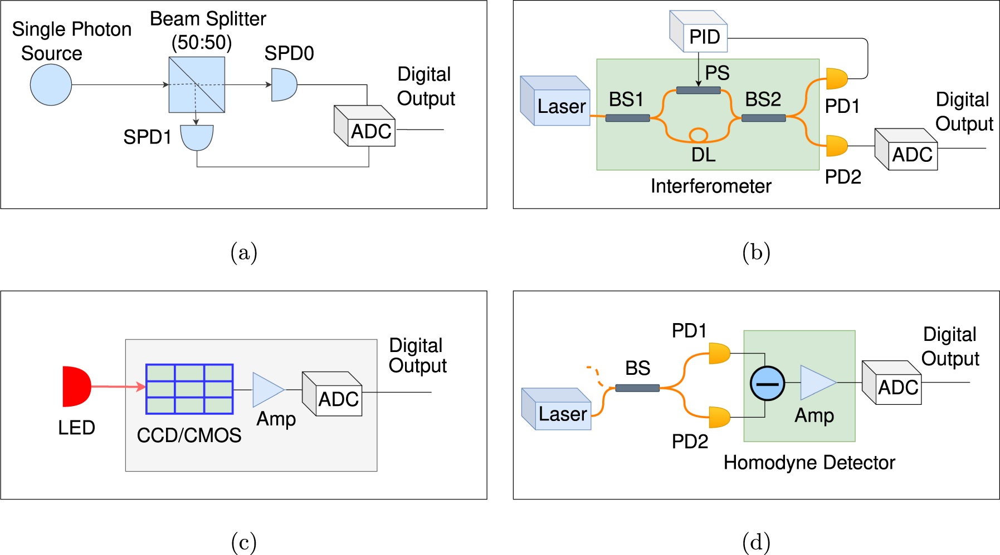 Single Photon
Source
Beam Splitter
(50:50)
SPD0
Digital
Output
SPD1
ADC
(a)
PID
PS
Laser
BS1
BS2
PD1
Digital
Output
DL
ADC
PD2
Interferometer
(b)
Digital
Output
LED
CCD/CMOS
Amp
ADC
(c)
PD1
Digital
Output
BS
Laser
ADC
Amp
PD2
Homodyne Detector
(d)